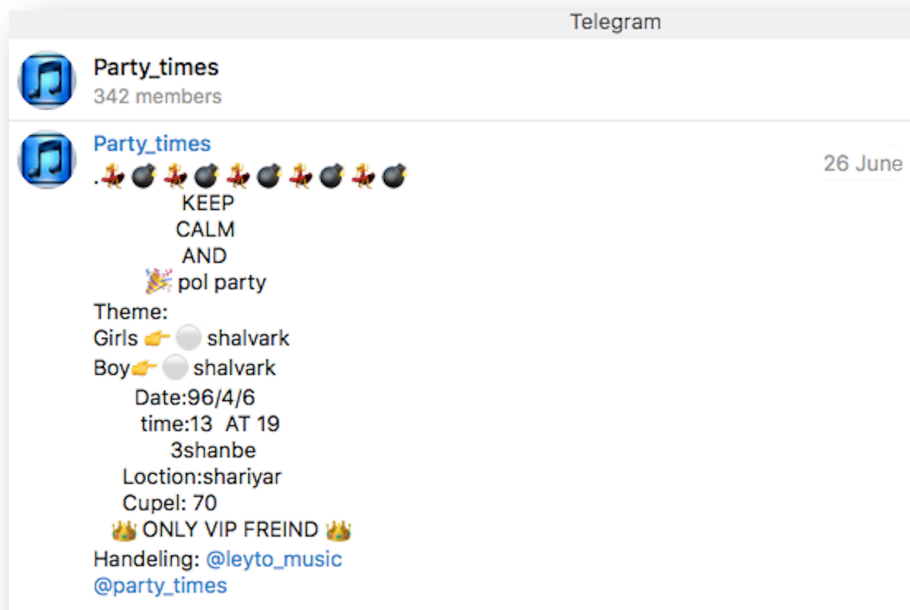 Telegram
Party_times
342 members
Party_times
26 June
.💃💣💃💣💃💣💃💣💃💣
KEEP
CALM
AND
🎉 pol party
Theme:
Girls 👉⚪ shalvark
Boy👉⚪ shalvark
Date:96/4/6
time:13 AT 19
3shanbe
Loction:shariyar
Cupel: 70
👑 ONLY VIP FREIND 👑
Handeling: @leyto_music
@party_times